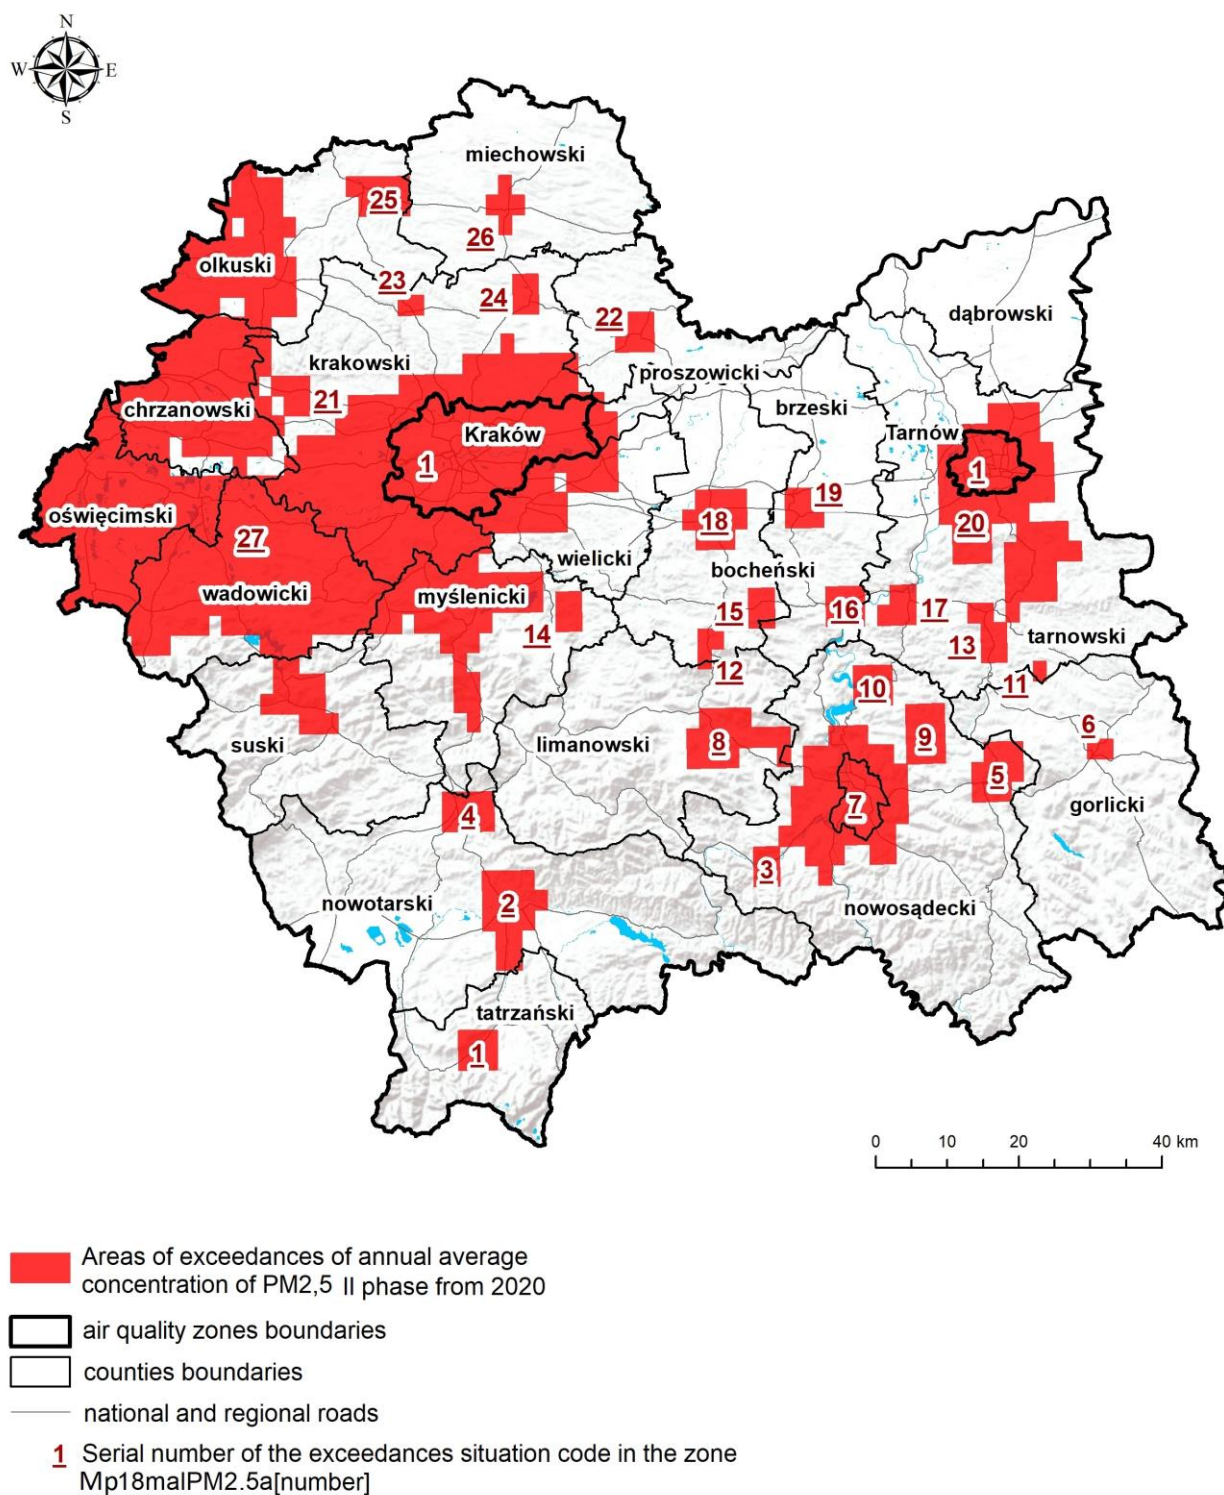 N
W E
S
miechowski
25
26
olkuski
23
24
22
dąbrowski
krakowski
proszowicki
chrzanowski
21
brzeski
Kraków
Tarnów
1
1
19
oświęcimski
18
20
27
wielicki
bocheński
wadowicki
myślenicki
15
16
17
14
13
tarnowski
12
10
11
suski
limanowski
8
9
6
5
4
7
gorlicki
3
nowotarski
2
nowosądecki
tatrzański
1
0 10 20 40 km
Areas of exceedances of annual average
concentration of PM2,5 II phase from 2020
air quality zones boundaries
counties boundaries
national and regional roads
1 Serial number of the exceedances situation code in the zone
Mp18malPM2.5a[number]